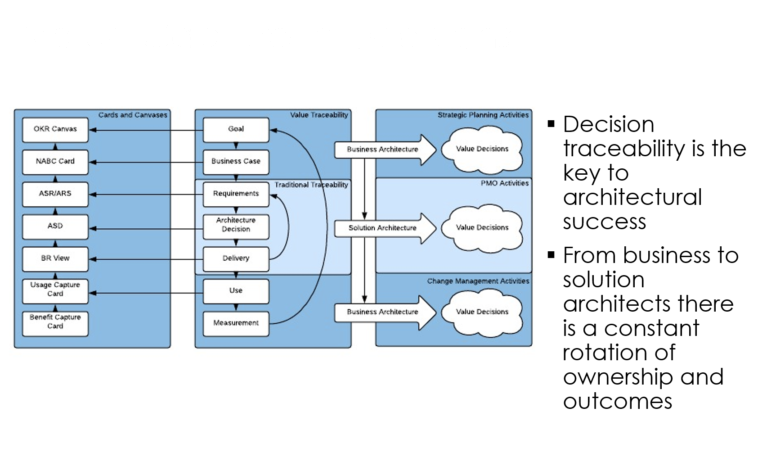 Cards and Canvases
OKR Canvas
NABC Card
ASR/ARS
ASD
BR View
Usage Capture
Card
Benefit Capture
Card
Value Traceability
Goal
Business Case
Traditional Traceability
Requirements
Architecture
Decision
Delivery
Use
Measurement
Strategic Planning Activities
Business Architecture
Value Decisions
PMO Activities
Solution Architecture
Value Decisions
Change Management Activities
Business Architecture
Value Decisions
▪ Decision
traceability is the
key to
architectural
success
▪ From business to
solution
architects there
is a constant
rotation of
ownership and
outcomes